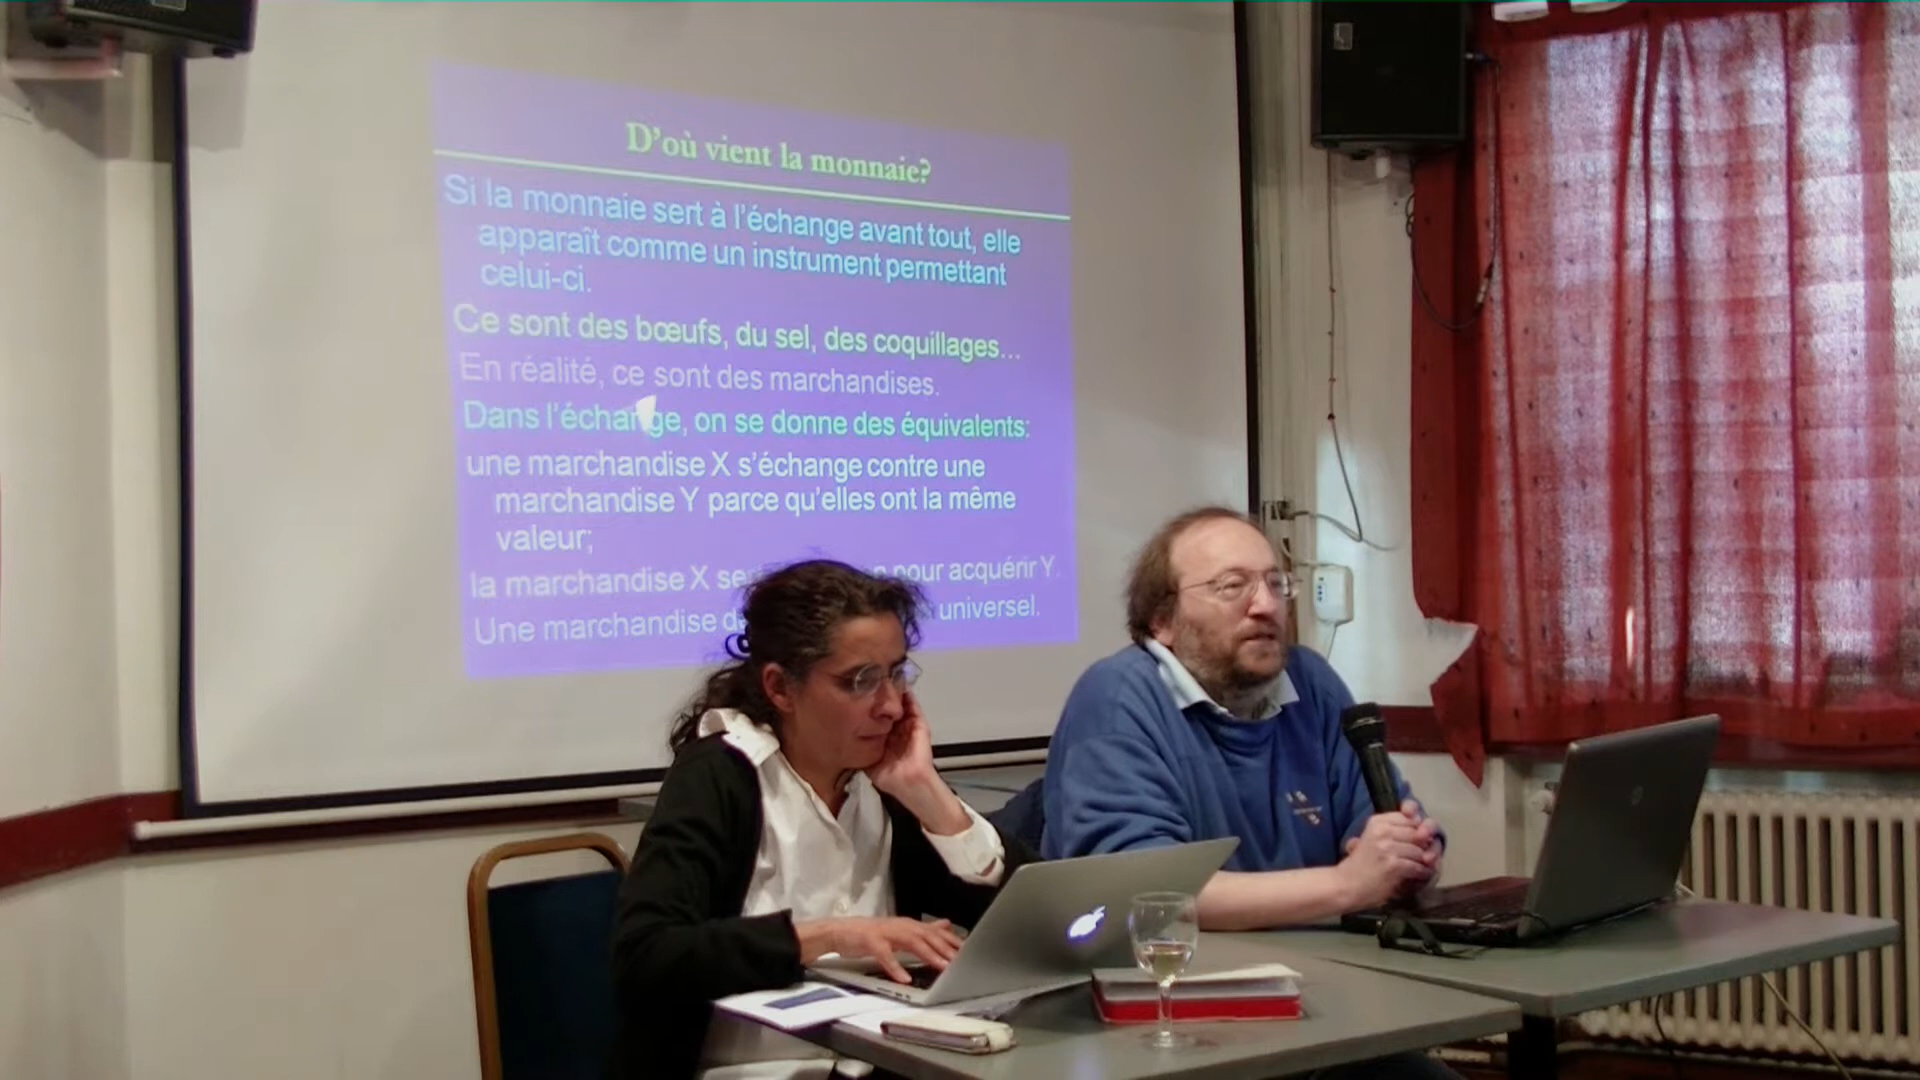 D'où vient la monnaie?
Si la monnaie sert à l'échange avant tout, elle
apparaît comme un instrument permettant
celui-ci.
Ce sont des bœufs, du sel, des coquillages...
En réalité, ce sont des marchandises.
Dans l'échange, on se donne des équivalents:
une marchandise X s'échange contre une
marchandise Y parce qu'elles ont la même
valeur;
la marchandise X pour acquérir Y.
Une marchandise universel.